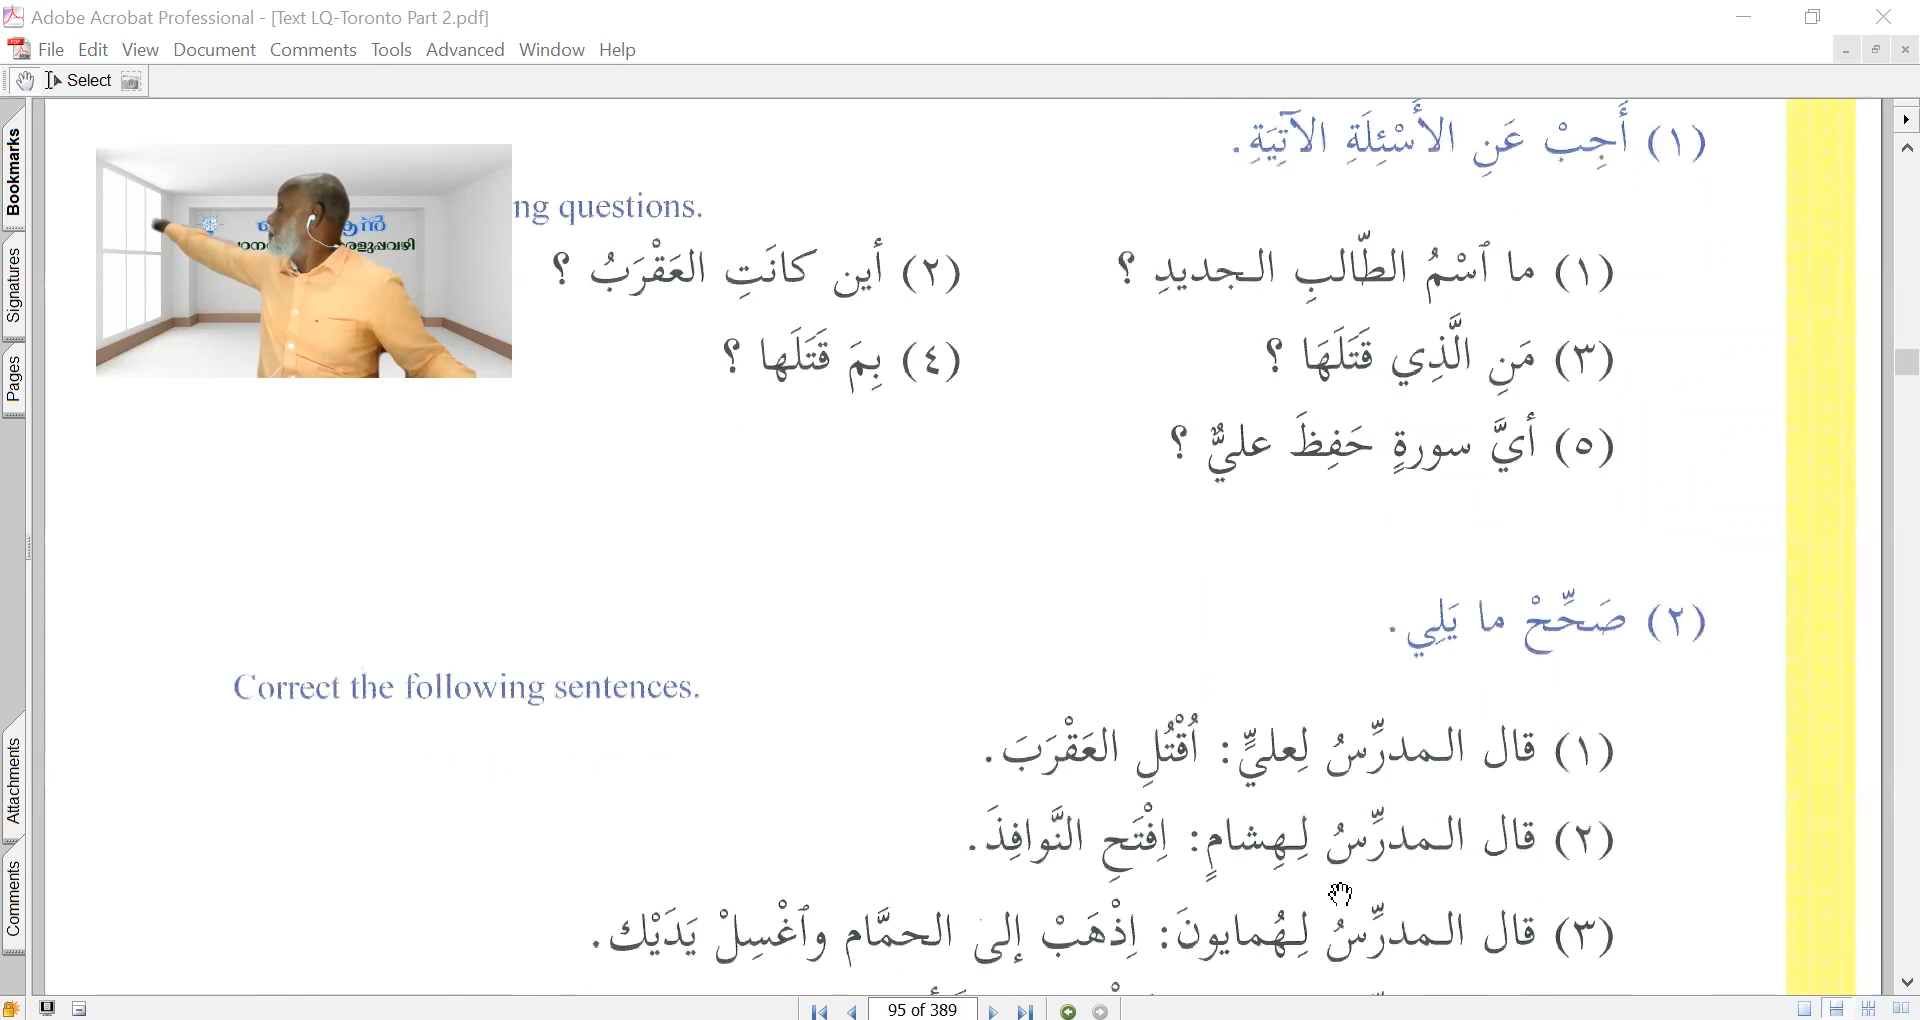 Adobe Acrobat Professional - [Text LQ-Toronto Part 2.pdf]
File Edit View Document Comments Tools Advanced Window Help
Select
Bookmarks
Signatures
Pages
Attachments
Comments
(١) أَجِبْ عَنِ الأَسْئِلَةِ الآتِيَةِ.
ng questions.
(١) ما ٱسْمُ الطَّالبِ الجديدِ ؟ (٢) أين كانَتِ العَقْرَبُ ؟
(٣) مَنِ الَّذِي قَتَلَهَا ؟ (٤) بِمَ قَتَلَها ؟
(٥) أيَّ سورةٍ حَفِظَ عليٌّ ؟
(٢) صَحِّحْ ما يَلِي .
Correct the following sentences.
(١) قال المدرِّسُ لِعليٍّ: اُقْتُلِ العَقْرَبَ.
(٢) قال المدرِّسُ لِهِشامٍ: اِفْتَحِ النَّوافِذَ.
(٣) قال المدرِّسُ لِهُمايونَ: اِذْهَبْ إلى الحمَّام وٱغْسِلْ يَدَيْك.
95 of 389